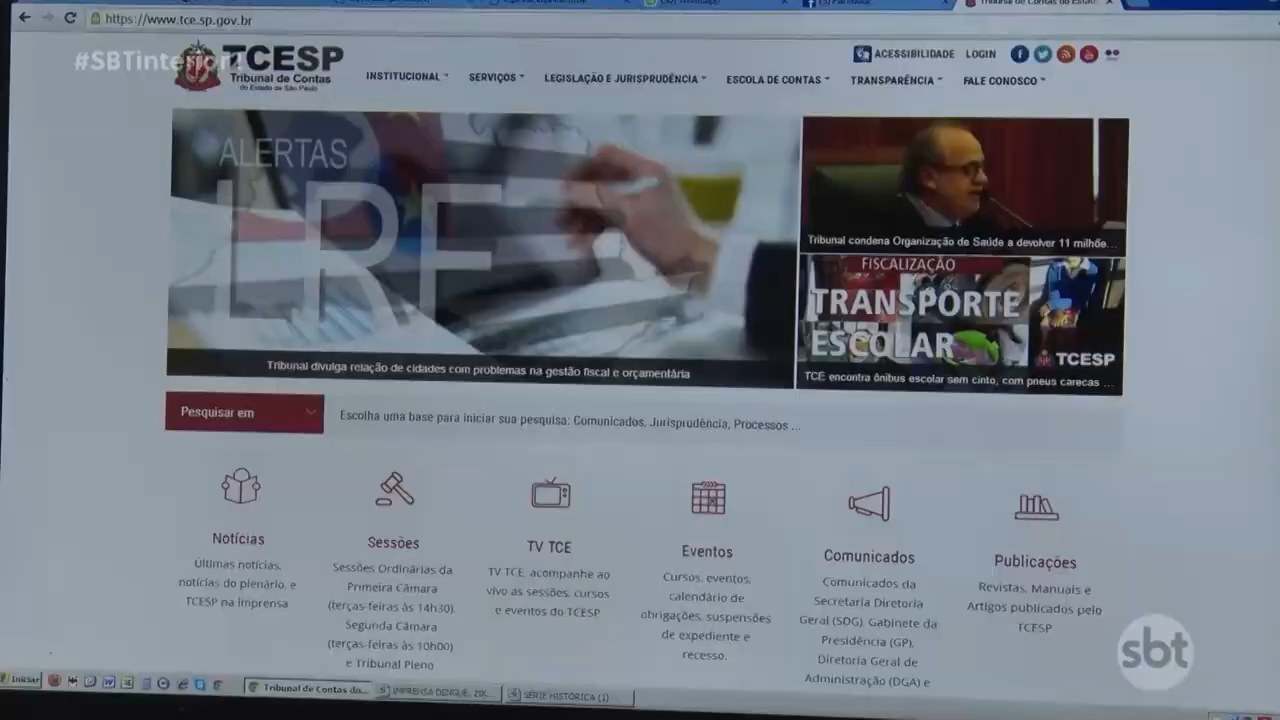 https://www.tce.sp.gov.br
#SBTinterior
TCESP
Tribunal de Contas
do Estado de São Paulo
ACESSIBILIDADE LOGIN
INSTITUCIONAL SERVIÇOS LEGISLAÇÃO E JURISPRUDÊNCIA ESCOLA DE CONTAS TRANSPARÊNCIA FALE CONOSCO
ALERTAS
LRF
Tribunal divulga relação de cidades com problemas na gestão fiscal e orçamentária
Tribunal condena Organização de Saúde a devolver 11 milhõe...
FISCALIZAÇÃO
TRANSPORTE
ESCOLAR
TCESP
TCE encontra ônibus escolar sem cinto, com pneus carecas ...
Pesquisar em
Escolha uma base para iniciar sua pesquisa: Comunicados, Jurisprudência, Processos ...
Notícias
Últimas notícias,
notícias do plenário, e
TCESP na imprensa
Sessões
Sessões Ordinárias da
Primeira Câmara
(terças-feiras às 14h30),
Segunda Câmara
(terças-feiras às 10h00)
e Tribunal Pleno
TV TCE
TV TCE, acompanhe ao
vivo as sessões, cursos
e eventos do TCESP
Eventos
Cursos, eventos,
calendário de
obrigações, suspensões
de expediente e
recesso.
Comunicados
Comunicados da
Secretaria Diretoria
Geral (SDG), Gabinete da
Presidência (GP),
Diretoria Geral de
Administração (DGA) e
Publicações
Revistas, Manuais e
Artigos publicados pelo
TCESP
sbt
Iniciar
Tribunal de Contas do...
IMPRENSA DENGUE, ZIK...
SÉRIE HISTÓRICA (1)